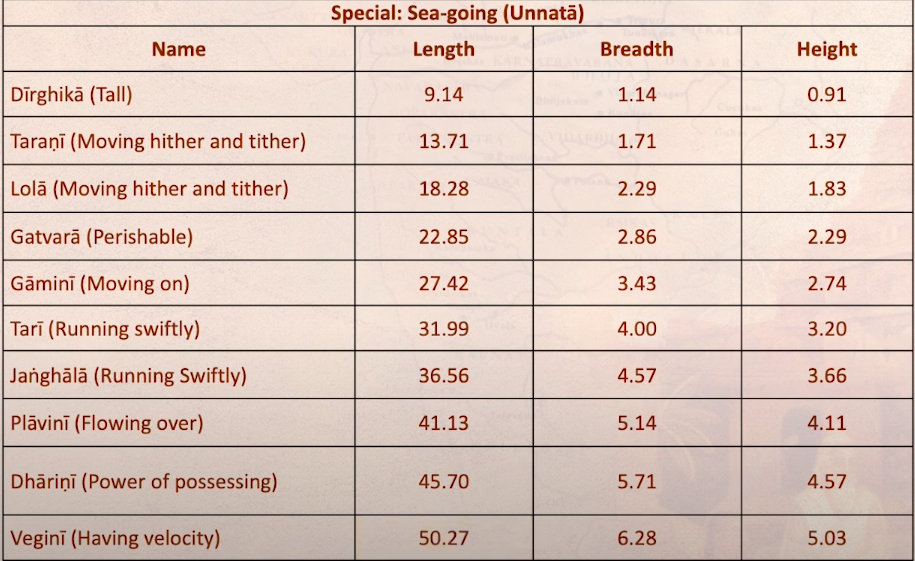 Special: Sea-going (Unnatā)
Name Length Breadth Height
Dīrghikā (Tall) 9.14 1.14 0.91
Taraṇī (Moving hither and tither) 13.71 1.71 1.37
Lolā (Moving hither and tither) 18.28 2.29 1.83
Gatvarā (Perishable) 22.85 2.86 2.29
Gāminī (Moving on) 27.42 3.43 2.74
Tarī (Running swiftly) 31.99 4.00 3.20
Jaṅghālā (Running Swiftly) 36.56 4.57 3.66
Plāvinī (Flowing over) 41.13 5.14 4.11
Dhāriṇī (Power of possessing) 45.70 5.71 4.57
Veginī (Having velocity) 50.27 6.28 5.03